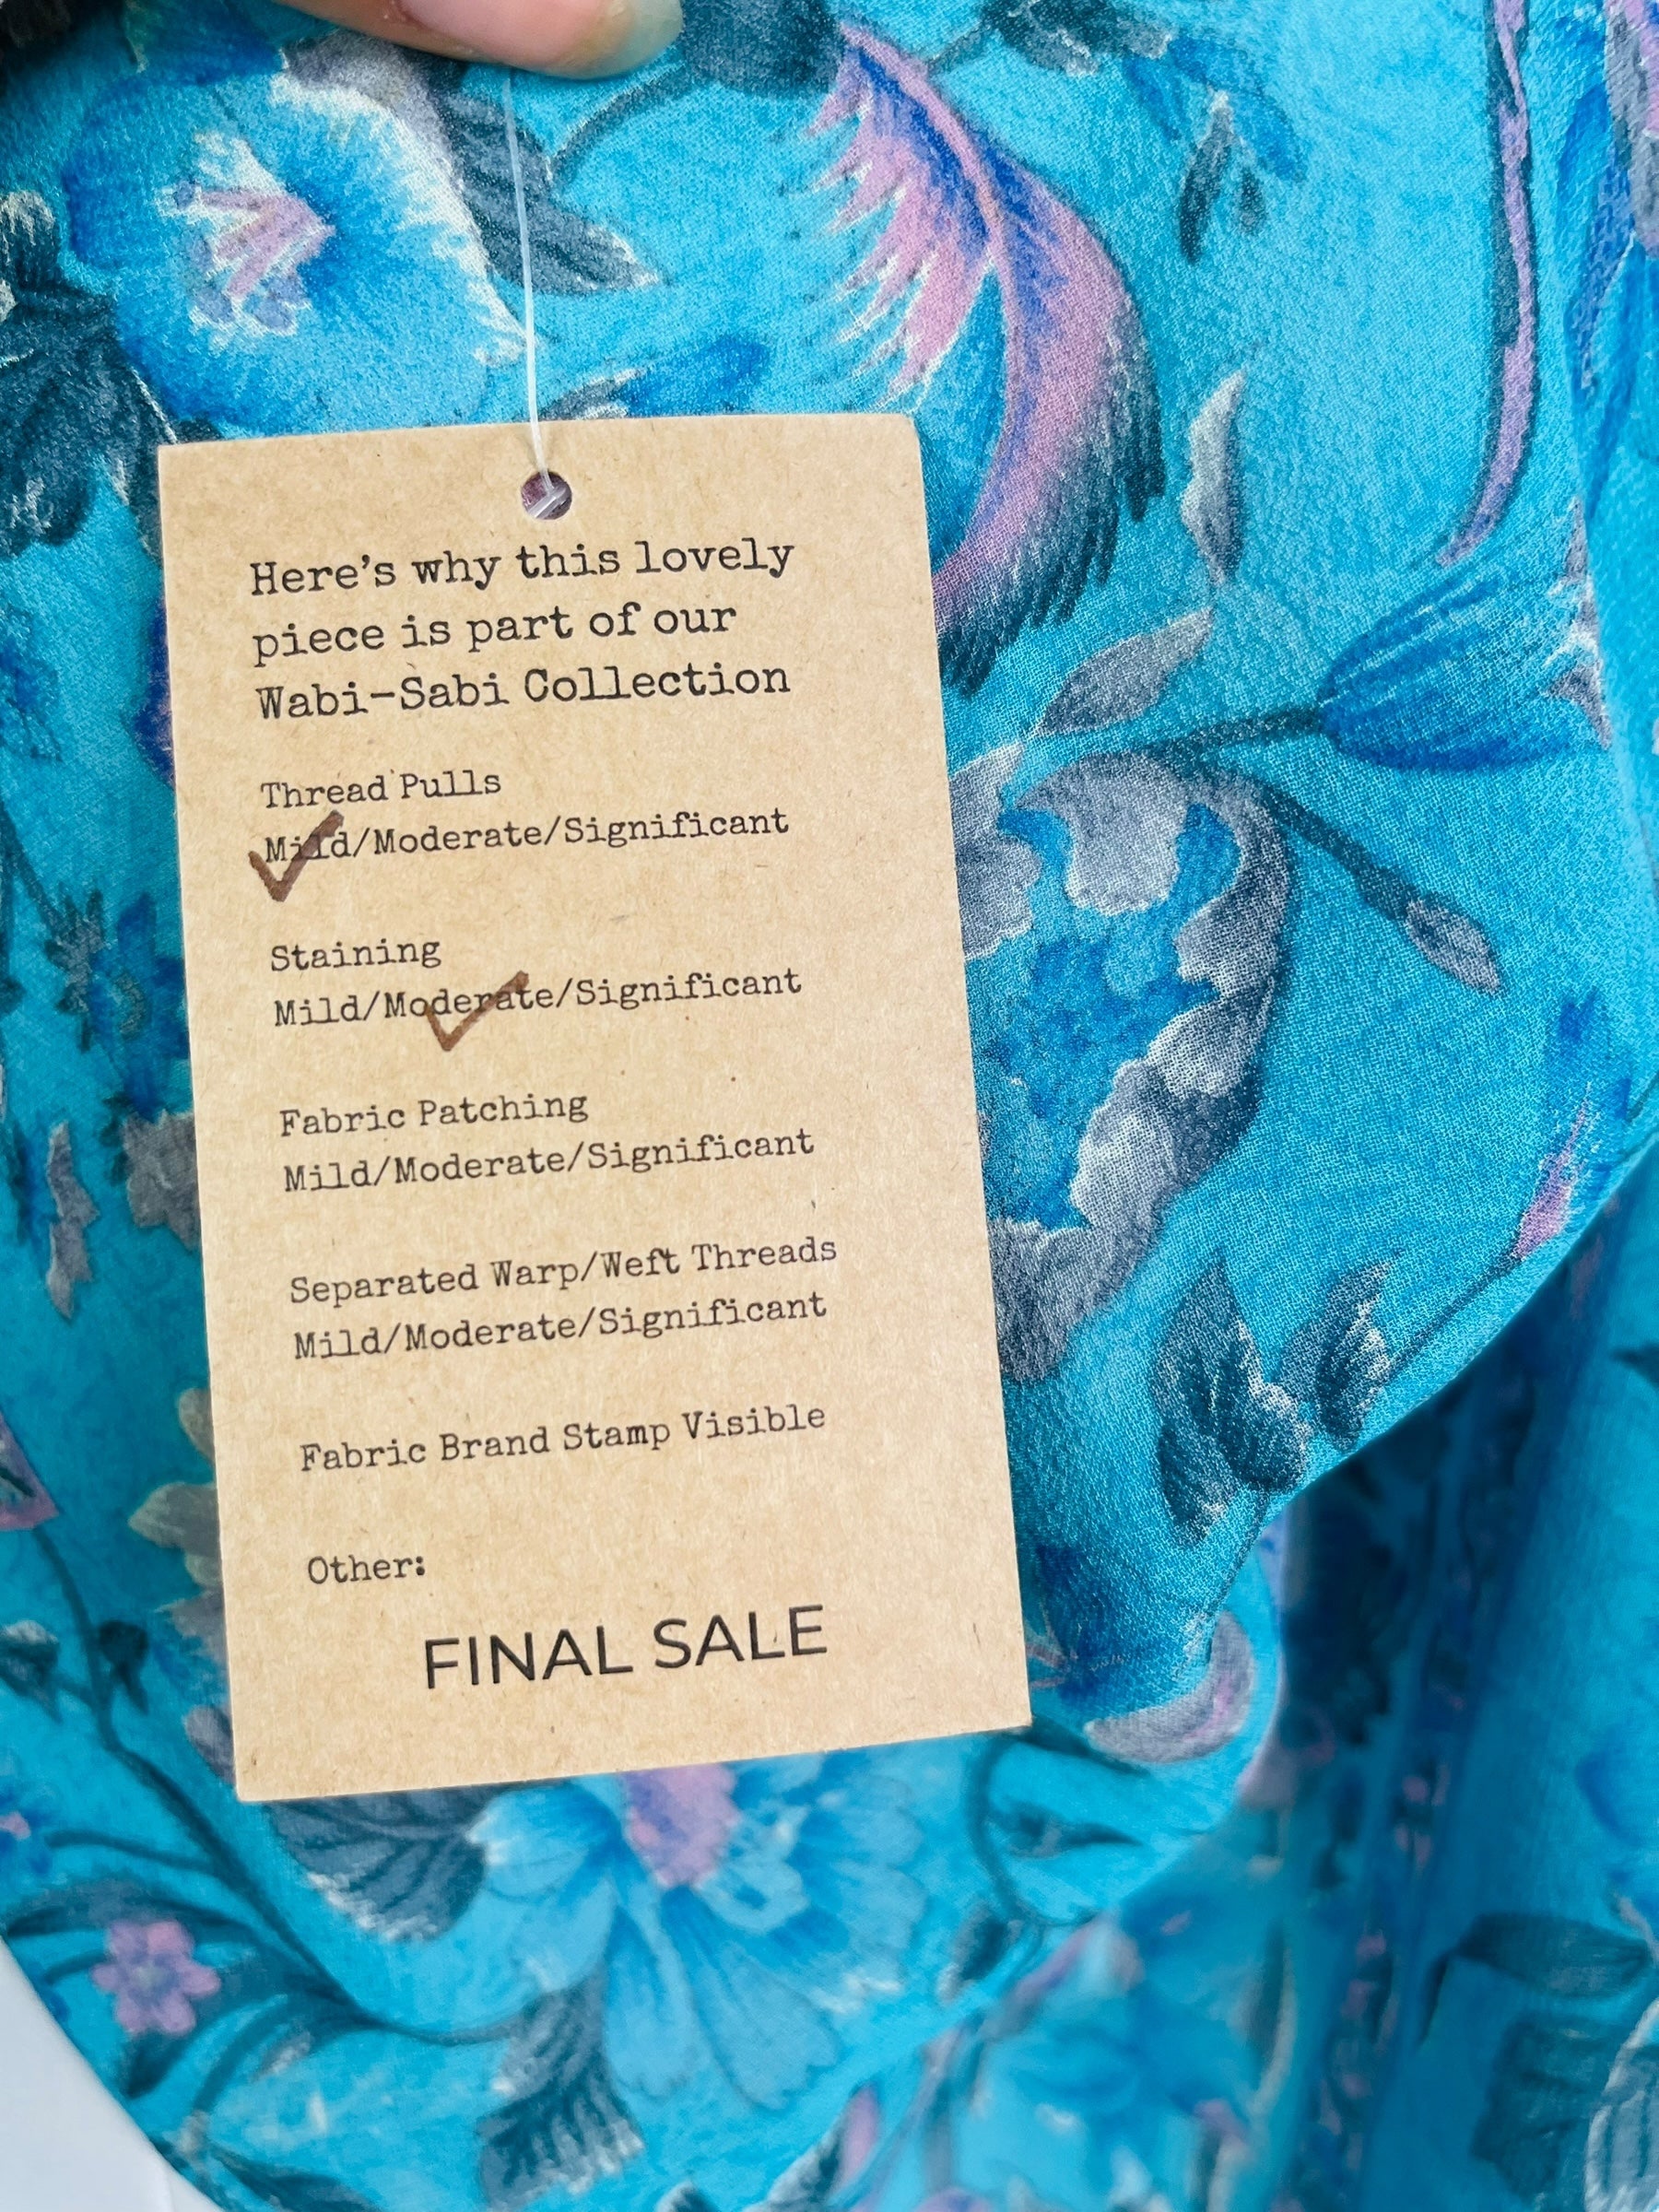 Here's why this lovely
piece is part of our
Wabi-Sabi Collection
Thread Pulls
Mild/Moderate/Significant
Staining
Mild/Moderate/Significant
Fabric Patching
Mild/Moderate/Significant
Separated Warp/Weft Threads
Mild/Moderate/Significant
Fabric Brand Stamp Visible
Other:
FINAL SALE